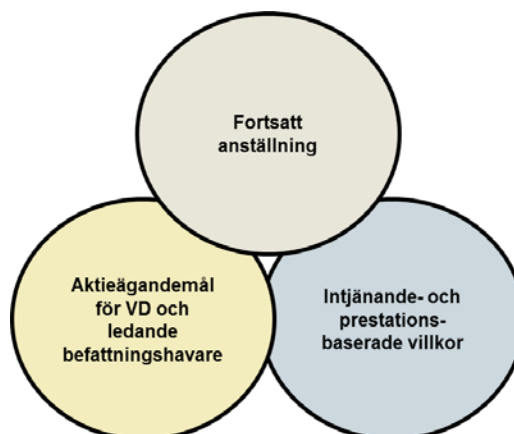 Fortsatt
anställning
Aktieägandemål
för VD och
ledande
befattningshavare
Intjänande- och
prestations-
baserade villkor